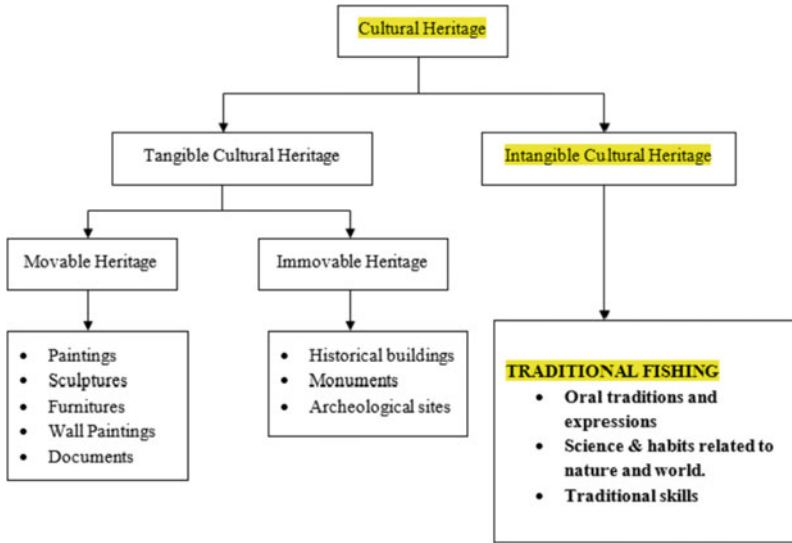 Cultural Heritage
Tangible Cultural Heritage
Intangible Cultural Heritage
Movable Heritage
Immovable Heritage
• Paintings
• Sculptures
• Furnitures
• Wall Paintings
• Documents
• Historical buildings
• Monuments
• Archeological sites
TRADITIONAL FISHING
• Oral traditions and
expressions
• Science & habits related to
nature and world.
• Traditional skills